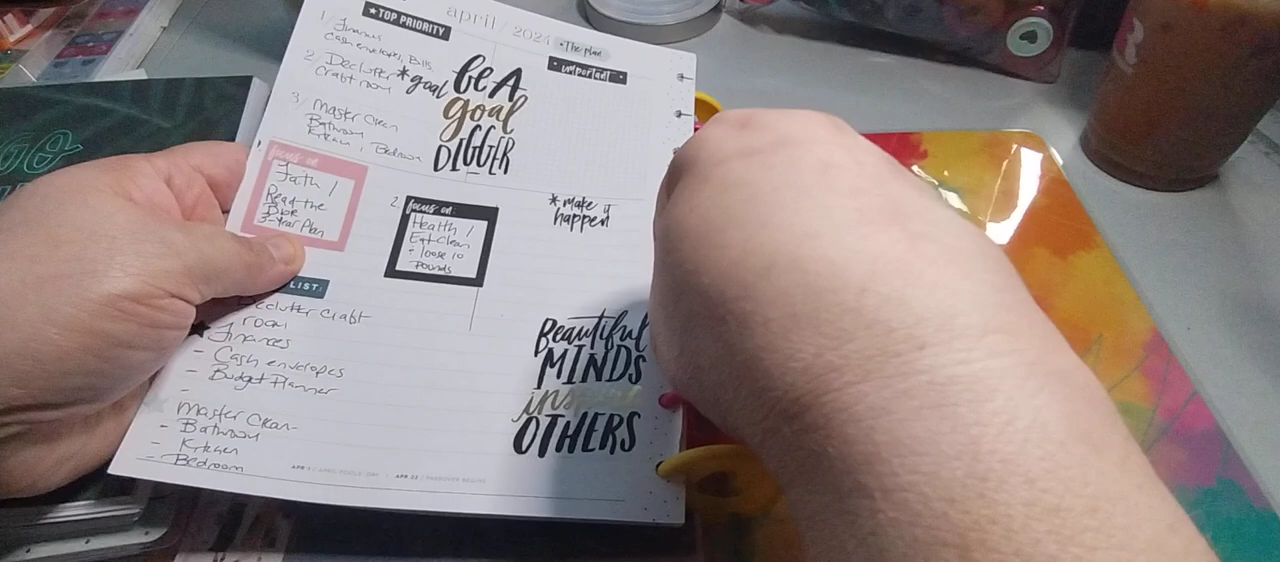 april / 2024
★TOP PRIORITY
1. Finances
Cash envelopes, Bills
2. Declutter
craft room
*goal
3. Master Clean
Bathroom
Kitchen, Bedroom
be A
goal
DIGGER
•The plan
• important •
focus on:
Faith /
Read the
Bible
3-Year Plan
2.
focus on:
Health /
Eat clean
+ loose 10
pounds
*make it
happen
LIST:
Declutter craft
room
Finances
- Cash envelopes
- Budget Planner
-
Master Clean
- Bathroom
- Kitchen
- Bedroom
Beautiful
MINDS
OTHERS
APR 1 / APRIL FOOLS' DAY • APR 22 / PASSOVER BEGINS